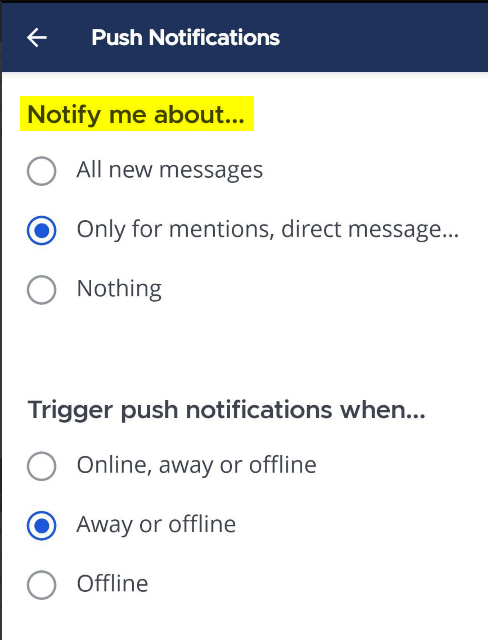 Push Notifications
Notify me about...
All new messages
Only for mentions, direct message...
Nothing
Trigger push notifications when...
Online, away or offline
Away or offline
Offline